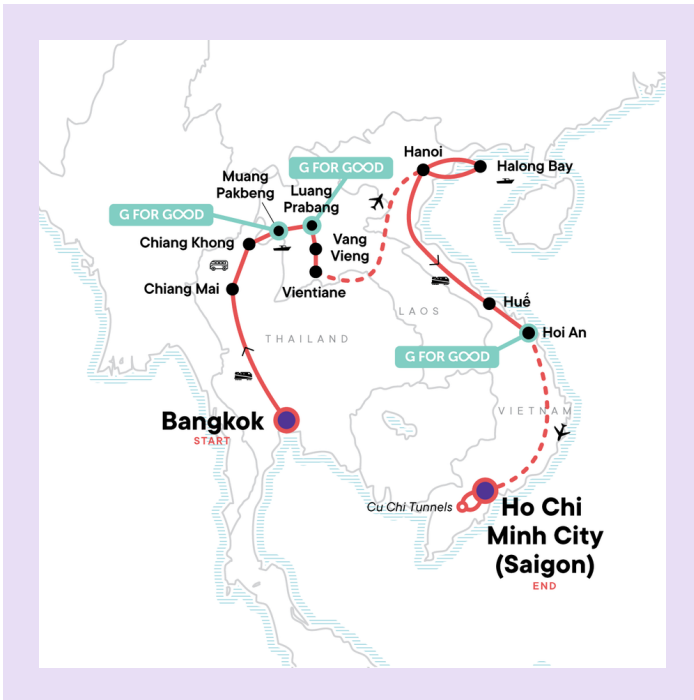 Hanoi
Halong Bay
G FOR GOOD
Muang
Pakbeng
Luang
Prabang
G FOR GOOD
Chiang Khong
Vang
Vieng
Chiang Mai
Vientiane
Huế
LAOS
THAILAND
Hoi An
G FOR GOOD
VIETNAM
Bangkok
START
Cu Chi Tunnels
Ho Chi
Minh City
(Saigon)
END